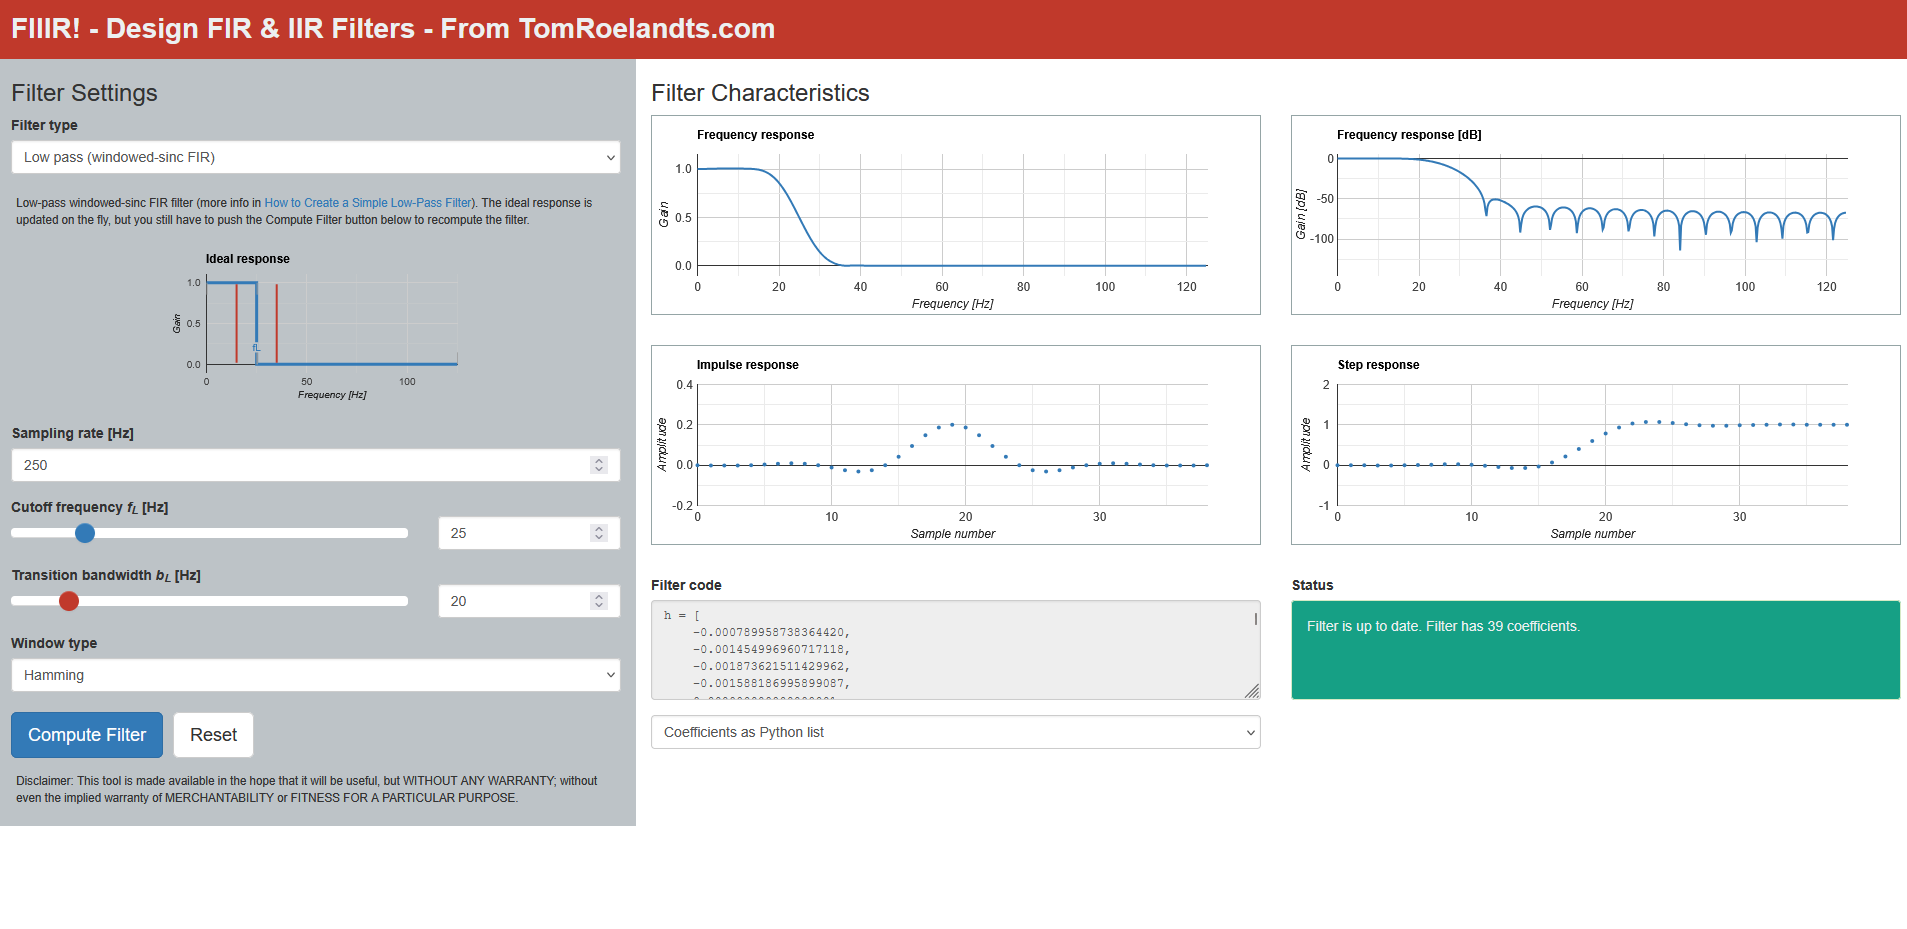 FIIIR! - Design FIR & IIR Filters - From TomRoelandts.com
Filter Settings
Filter type
Low pass (windowed-sinc FIR)
Low-pass windowed-sinc FIR filter (more info in How to Create a Simple Low-Pass Filter). The ideal response is
updated on the fly, but you still have to push the Compute Filter button below to recompute the filter.
Ideal response
1.0
0.5
0.0
Gain
fL
0
50
100
Frequency [Hz]
Sampling rate [Hz]
250
Cutoff frequency fL [Hz]
25
Transition bandwidth bL [Hz]
20
Window type
Hamming
Compute Filter
Reset
Disclaimer: This tool is made available in the hope that it will be useful, but WITHOUT ANY WARRANTY; without
even the implied warranty of MERCHANTABILITY or FITNESS FOR A PARTICULAR PURPOSE.
Filter Characteristics
Frequency response
1.0
0.5
0.0
Gain
0 20 40 60 80 100 120
Frequency [Hz]
Frequency response [dB]
0
-50
-100
Gain [dB]
0 20 40 60 80 100 120
Frequency [Hz]
Impulse response
0.4
0.2
0.0
-0.2
Amplitude
0 10 20 30
Sample number
Step response
2
1
0
-1
Amplitude
0 10 20 30
Sample number
Filter code
h = [
-0.000789958738364420,
-0.001454996960717118,
-0.001873621511429962,
-0.001588186995899087,
Coefficients as Python list
Status
Filter is up to date. Filter has 39 coefficients.